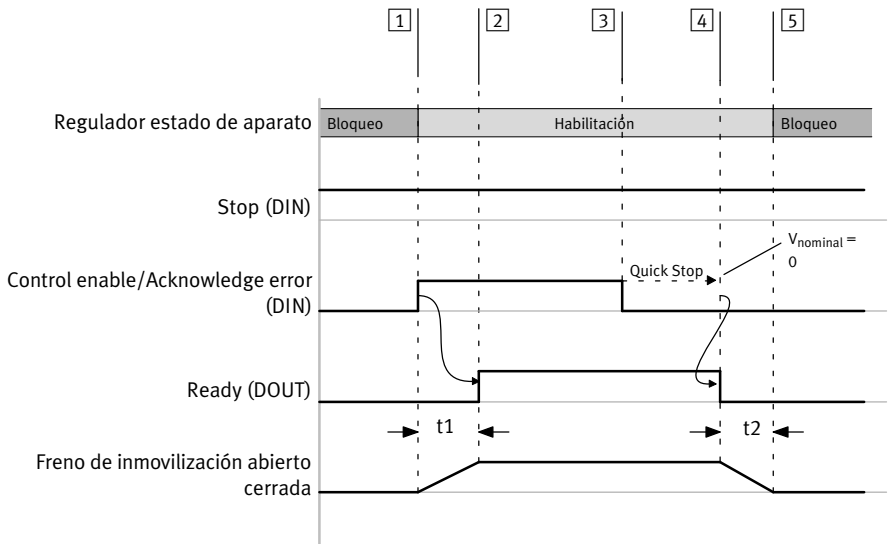 1 2 3 4 5
Regulador estado de aparato
Bloqueo Habilitación Bloqueo
Stop (DIN)
Vnominal =
0
Quick Stop
Control enable/Acknowledge error
(DIN)
Ready (DOUT)
t1 t2
Freno de inmovilización abierto
cerrada